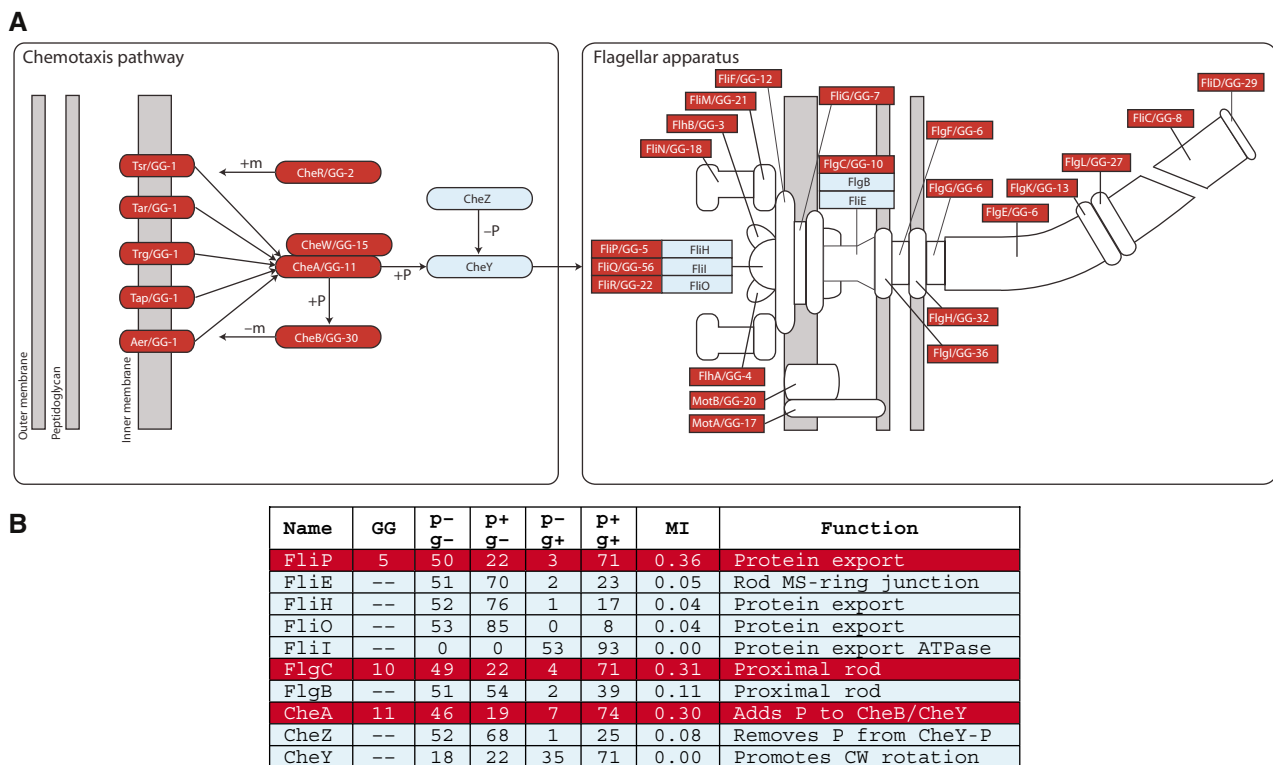 A
Chemotaxis pathway
Outer membrane
Peptidoglycan
Inner membrane
Tsr/GG-1
Tar/GG-1
Trg/GG-1
Tap/GG-1
Aer/GG-1
+m
CheR/GG-2
CheW/GG-15
CheA/GG-11
+P
+P
–m
CheB/GG-30
CheZ
–P
CheY
Flagellar apparatus
FliF/GG-12
FliM/GG-21
FlhB/GG-3
FliN/GG-18
FliG/GG-7
FlgC/GG-10
FlgB
FliE
FlgF/GG-6
FlgG/GG-6
FliP/GG-5 FliH
FliQ/GG-56 FliI
FliR/GG-22 FliO
FlgE/GG-6
FlgK/GG-13
FlgL/GG-27
FliC/GG-8
FliD/GG-29
FlgH/GG-32
FlgI/GG-36
FlhA/GG-4
MotB/GG-20
MotA/GG-17
B
Name GG p- g- p+ g- p- g+ p+ g+ MI Function
FliP 5 50 22 3 71 0.36 Protein export
FliE -- 51 70 2 23 0.05 Rod MS-ring junction
FliH -- 52 76 1 17 0.04 Protein export
FliO -- 53 85 0 8 0.04 Protein export
FliI -- 0 0 53 93 0.00 Protein export ATPase
FlgC 10 49 22 4 71 0.31 Proximal rod
FlgB -- 51 54 2 39 0.11 Proximal rod
CheA 11 46 19 7 74 0.30 Adds P to CheB/CheY
CheZ -- 52 68 1 25 0.08 Removes P from CheY-P
CheY -- 18 22 35 71 0.00 Promotes CW rotation